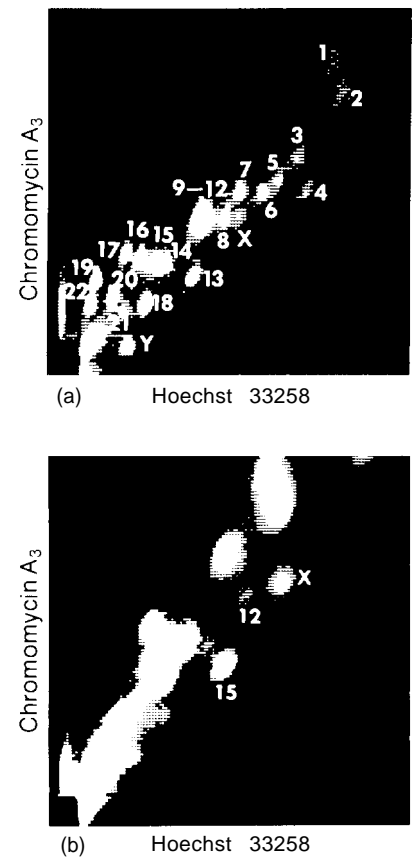 1
2
3
7 5
4
9–12
6
8 X
16 15
17 14
13
19
20
22 18
21
Y
Chromomycin A3
(a) Hoechst 33258
X
12
15
Chromomycin A3
(b) Hoechst 33258